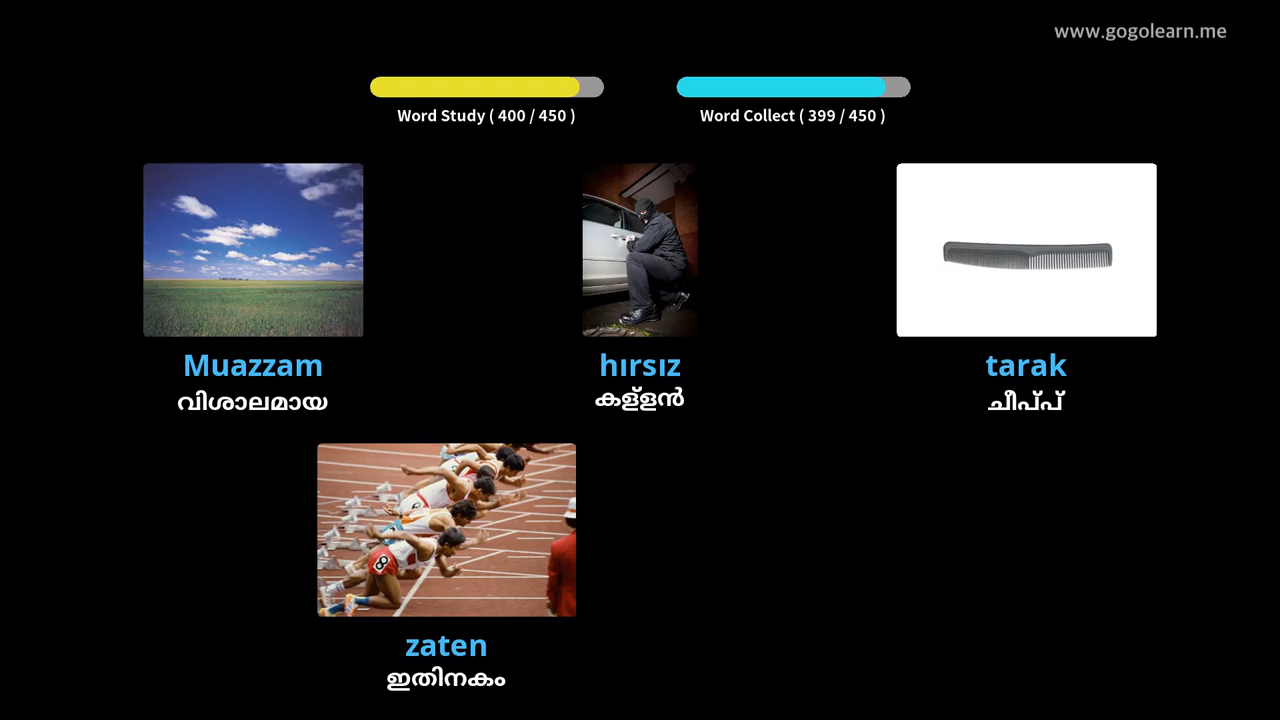 www.gogolearn.me
Word Study ( 400 / 450 )
Word Collect ( 399 / 450 )
Muazzam
വിശാലമായ
hırsız
കള്ളൻ
tarak
ചീപ്പ്
8
zaten
ഇതിനകം